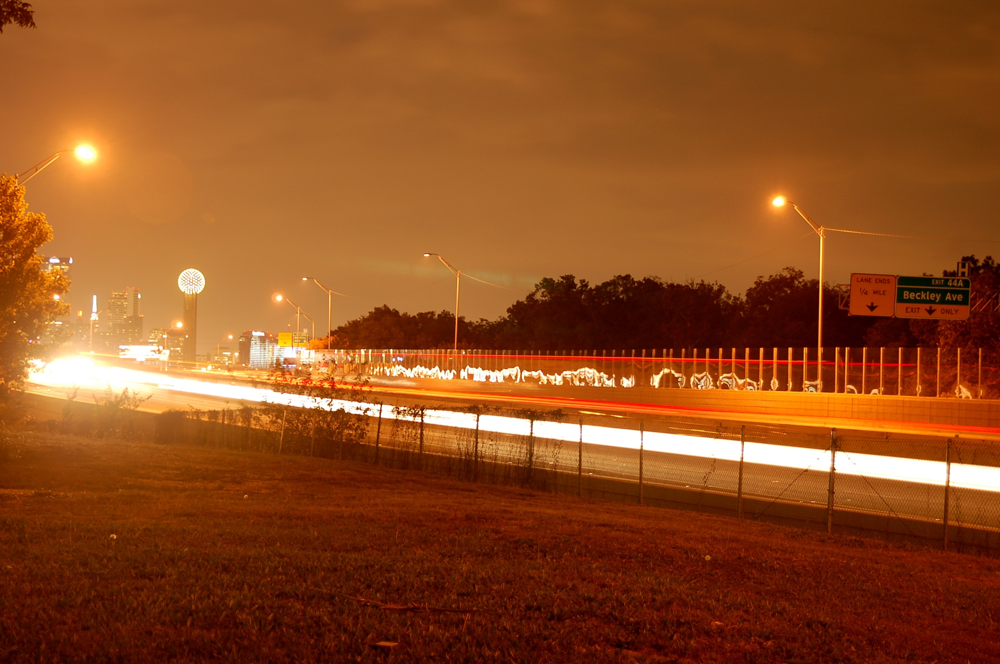 LANE ENDS
1/4 MILE
EXIT 44A
Beckley Ave
EXIT ONLY
H